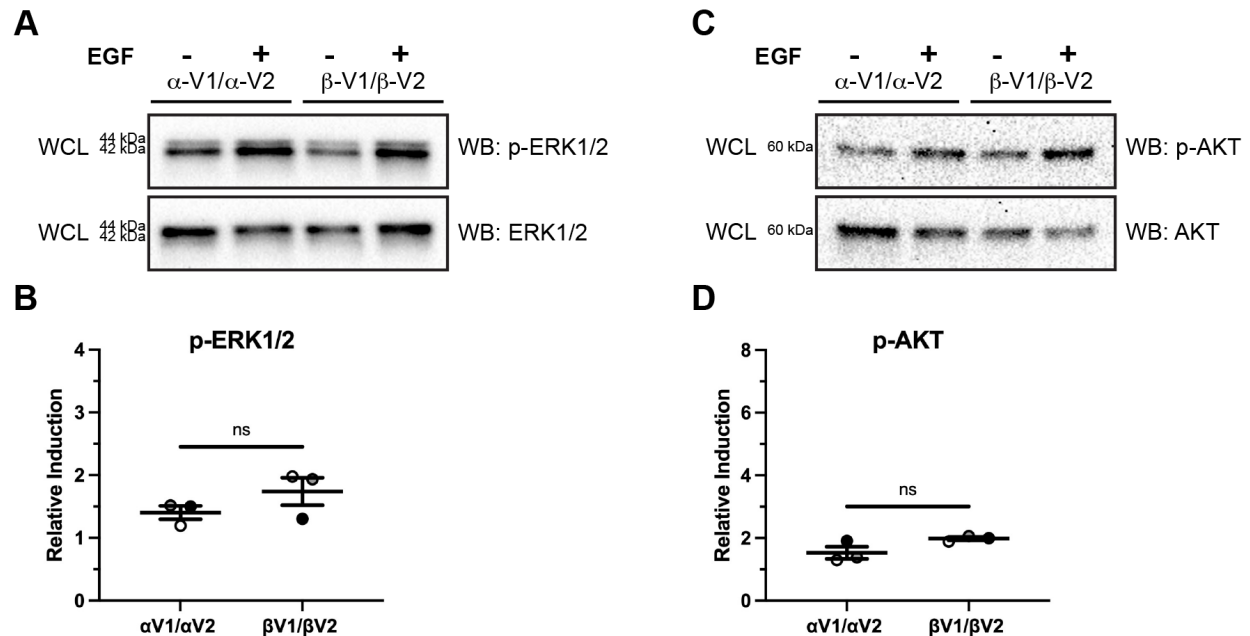 A
EGF - + - +
α-V1/α-V2 β-V1/β-V2
WCL 44 kDa 42 kDa WB: p-ERK1/2
WCL 44 kDa 42 kDa WB: ERK1/2
B
p-ERK1/2
Relative Induction
4
3
2
1
0
ns
αV1/αV2 βV1/βV2
C
EGF - + - +
α-V1/α-V2 β-V1/β-V2
WCL 60 kDa WB: p-AKT
WCL 60 kDa WB: AKT
D
p-AKT
Relative Induction
8
6
4
2
0
ns
αV1/αV2 βV1/βV2